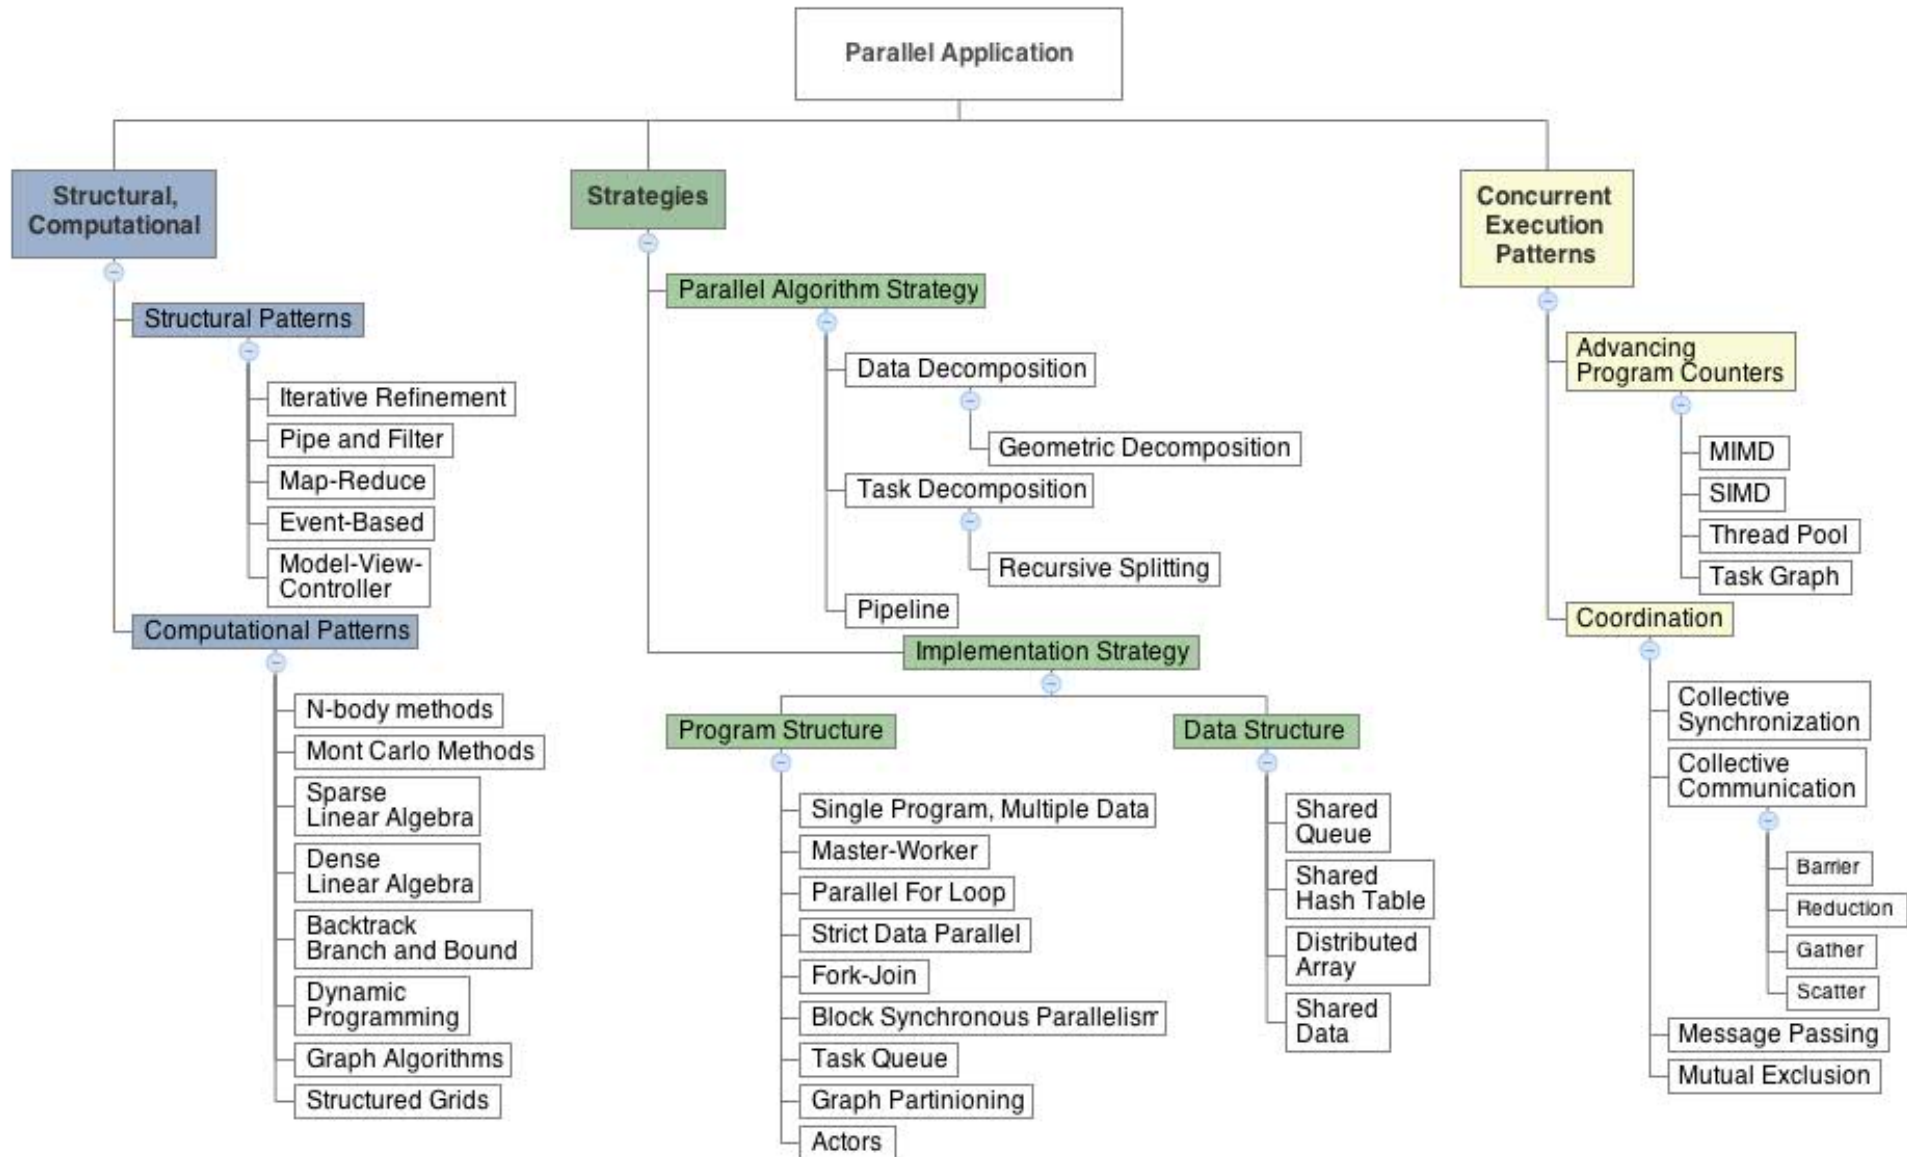 Parallel Application
Structural,
Computational
Structural Patterns
Iterative Refinement
Pipe and Filter
Map-Reduce
Event-Based
Model-View-
Controller
Computational Patterns
N-body methods
Mont Carlo Methods
Sparse
Linear Algebra
Dense
Linear Algebra
Backtrack
Branch and Bound
Dynamic
Programming
Graph Algorithms
Structured Grids
Strategies
Parallel Algorithm Strategy
Data Decomposition
Geometric Decomposition
Task Decomposition
Recursive Splitting
Pipeline
Implementation Strategy
Program Structure
Single Program, Multiple Data
Master-Worker
Parallel For Loop
Strict Data Parallel
Fork-Join
Block Synchronous Parallelism
Task Queue
Graph Partinioning
Actors
Data Structure
Shared
Queue
Shared
Hash Table
Distributed
Array
Shared
Data
Concurrent
Execution
Patterns
Advancing
Program Counters
MIMD
SIMD
Thread Pool
Task Graph
Coordination
Collective
Synchronization
Collective
Communication
Barrier
Reduction
Gather
Scatter
Message Passing
Mutual Exclusion